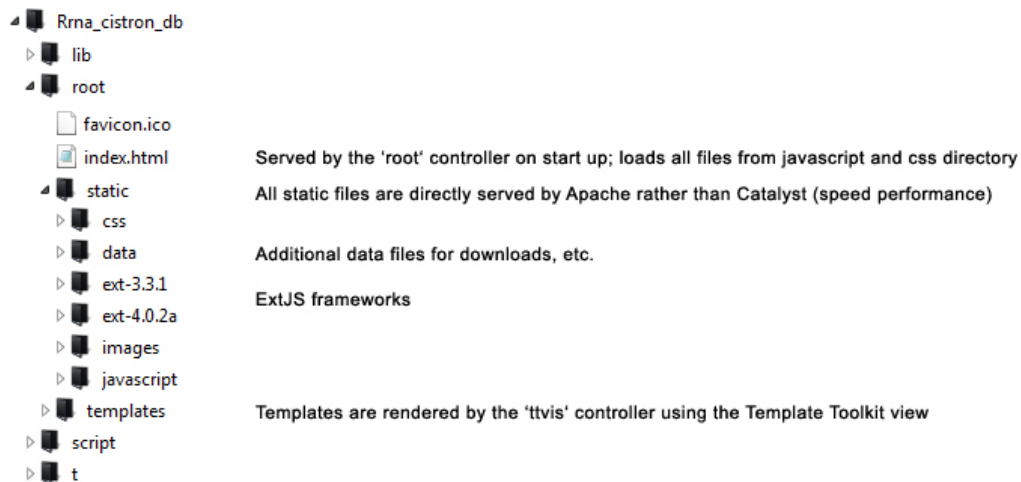 Rrna_cistron_db
lib
root
favicon.ico
index.html Served by the ‘root‘ controller on start up; loads all files from javascript and css directory
static All static files are directly served by Apache rather than Catalyst (speed performance)
css
data Additional data files for downloads, etc.
ext-3.3.1
ExtJS frameworks
ext-4.0.2a
images
javascript
templates Templates are rendered by the ‘ttvis‘ controller using the Template Toolkit view
script
t